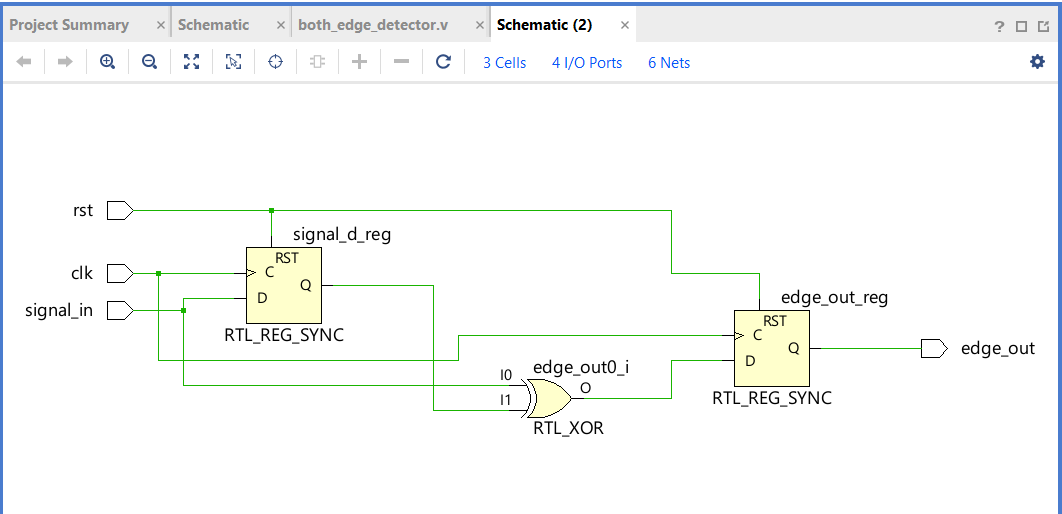 Project Summary × Schematic × both_edge_detector.v × Schematic (2) × ?
3 Cells 4 I/O Ports 6 Nets
rst
signal_d_reg
RST
clk
C
Q
signal_in
D
RTL_REG_SYNC
edge_out_reg
RST
C
Q
D
edge_out
RTL_REG_SYNC
edge_out0_i
I0
O
I1
RTL_XOR